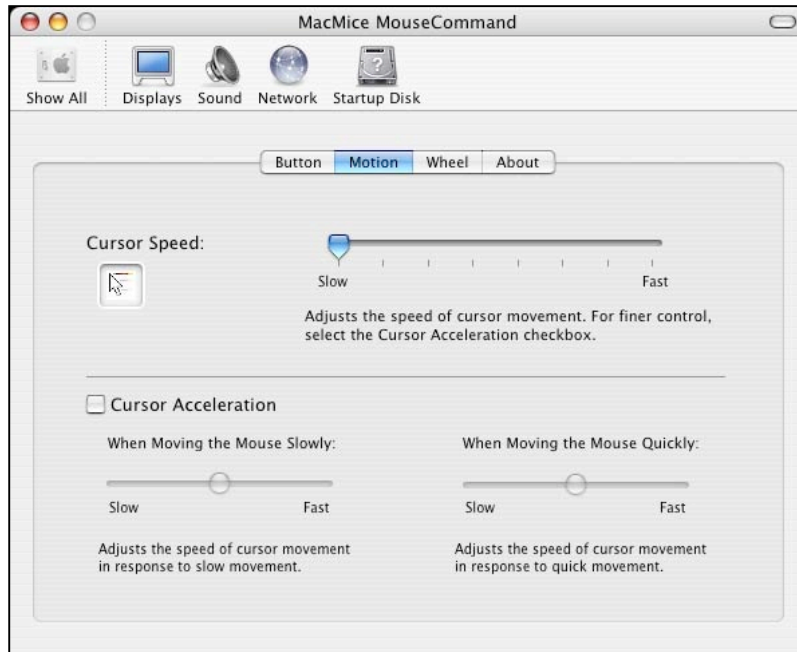 MacMice MouseCommand
Show All Displays Sound Network Startup Disk
Button Motion Wheel About
Cursor Speed:
Slow Fast
Adjusts the speed of cursor movement. For finer control,
select the Cursor Acceleration checkbox.
Cursor Acceleration
When Moving the Mouse Slowly:
Slow Fast
Adjusts the speed of cursor movement
in response to slow movement.
When Moving the Mouse Quickly:
Slow Fast
Adjusts the speed of cursor movement
in response to quick movement.